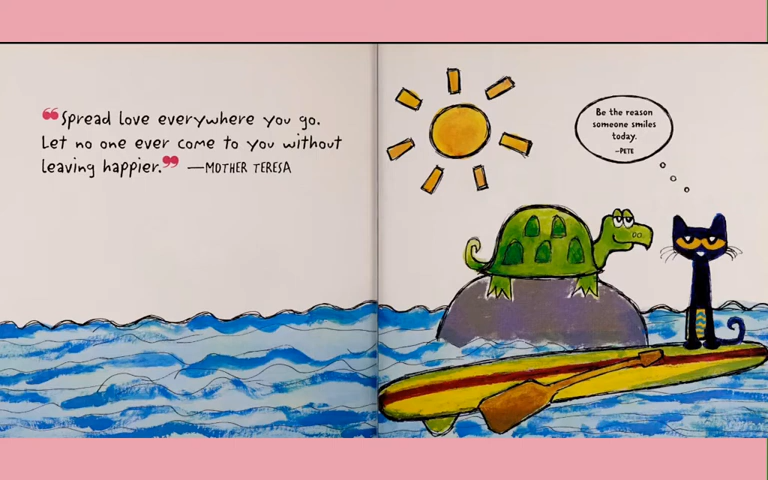 ❝Spread love everywhere you go.
Let no one ever come to you without
leaving happier.❞ —MOTHER TERESA
Be the reason
someone smiles
today.
–PETE